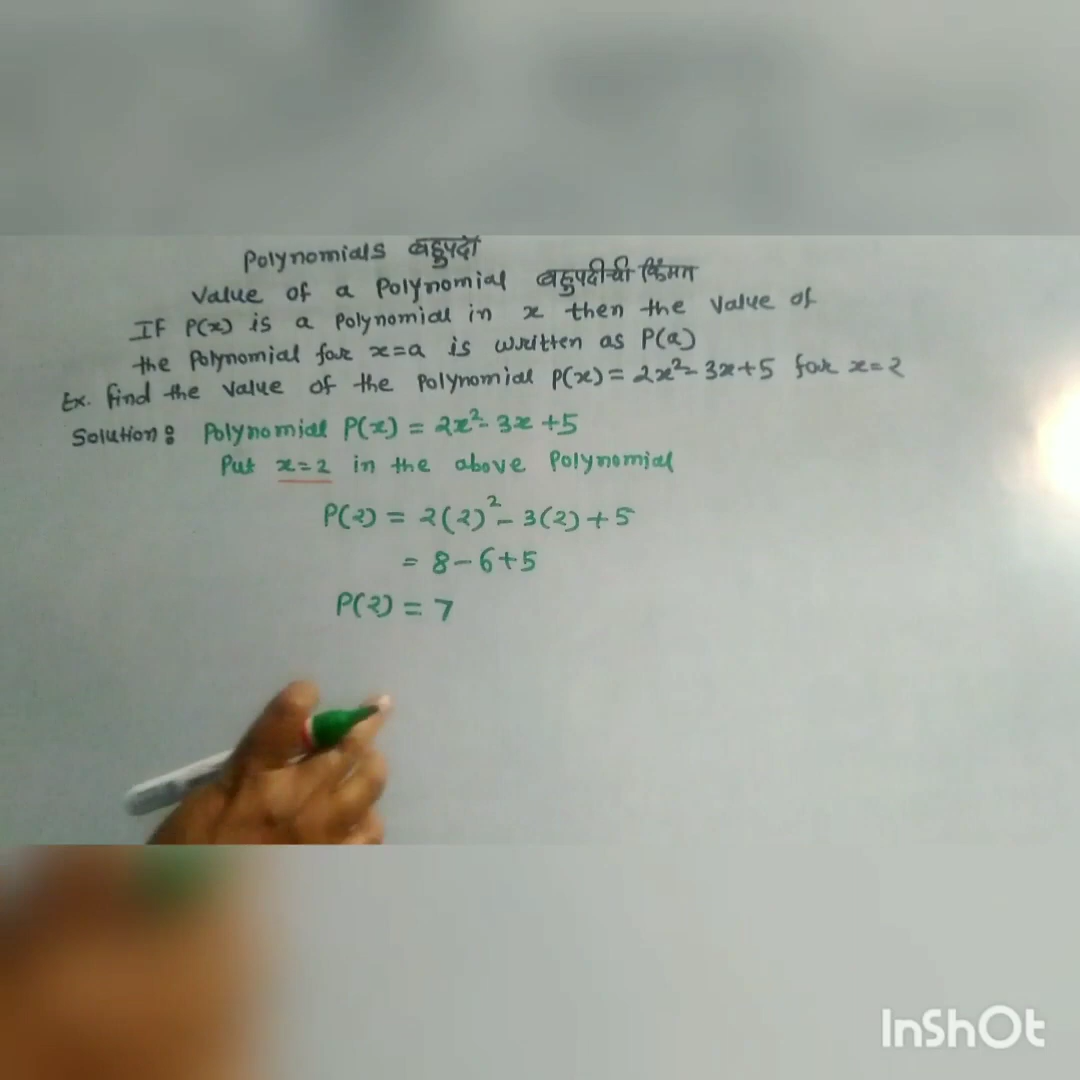 Polynomials बहुपदी
Value of a Polynomial बहुपदीची किंमत
If P(x) is a Polynomial in x then the value of
the Polynomial for x=a is written as P(a)
Ex. find the value of the Polynomial P(x) = 2x²- 3x+5 for x=2
Solution: Polynomial P(x) = 2x²- 3x +5
Put x=2 in the above Polynomial
P(2) = 2(2)² - 3(2) + 5
= 8-6+5
P(2) = 7
InShOt